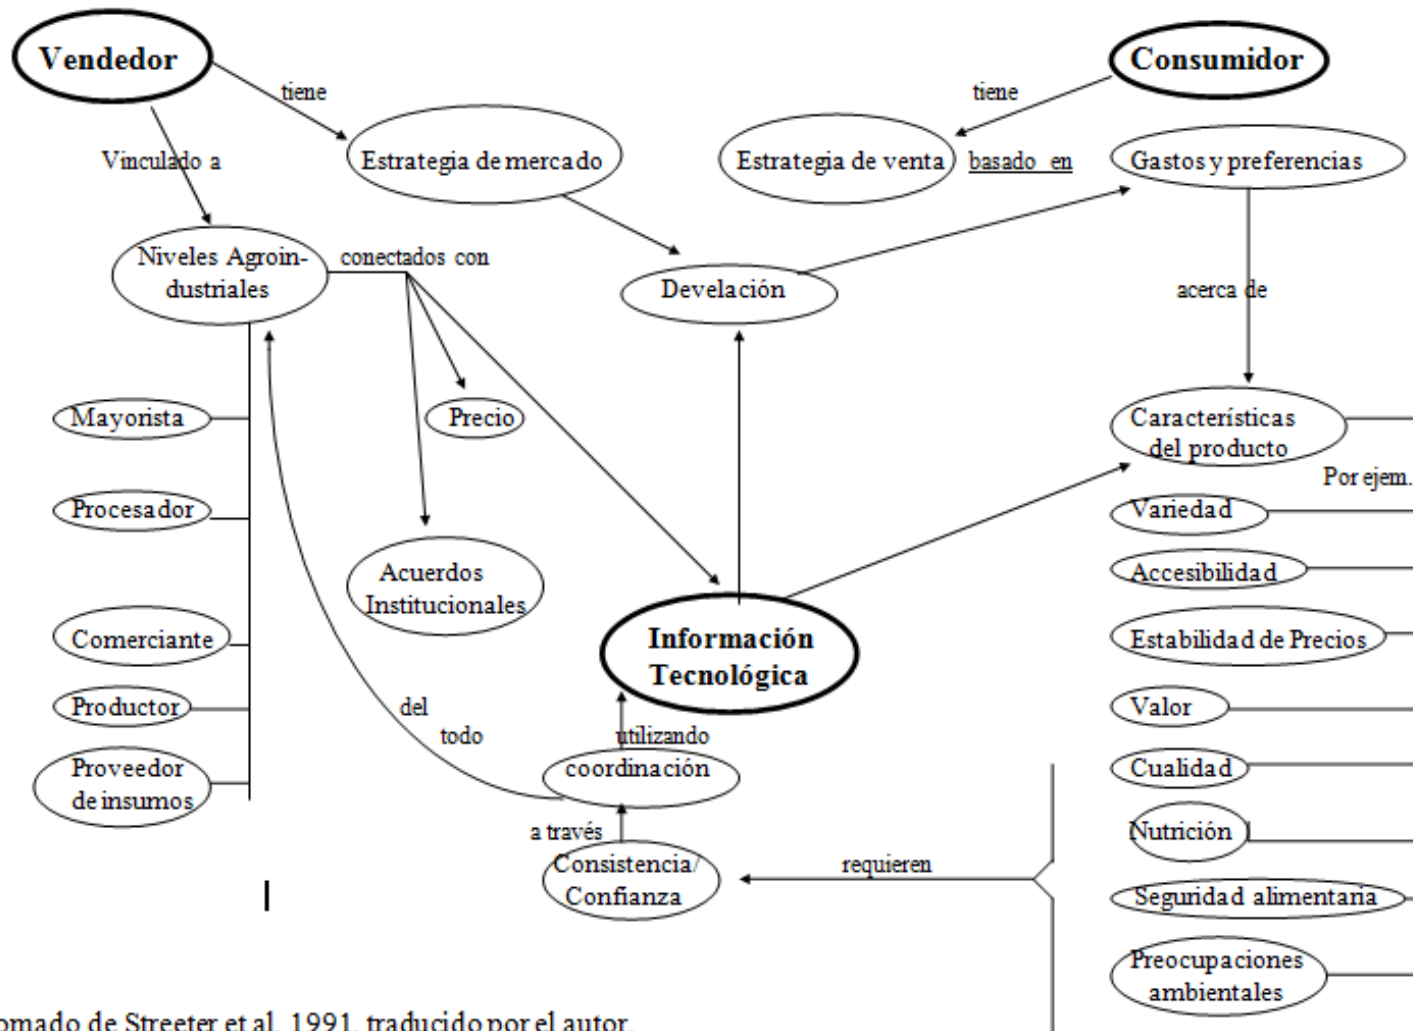 Vendedor
Consumidor
tiene
tiene
Vinculado a
Estrategia de mercado
Estrategia de venta
basado en
Gastos y preferencias
Niveles Agroin-
dustriales
conectados con
Develación
acerca de
Mayorista
Precio
Características
del producto
Por ejem.
Procesador
Variedad
Acuerdos
Institucionales
Accesibilidad
Comerciante
Información
Tecnológica
Estabilidad de Precios
Productor
del
todo
utilizando
Valor
Proveedor
de insumos
coordinación
Cualidad
a través
Nutrición
Consistencia/
Confianza
requieren
Seguridad alimentaria
Preocupaciones
ambientales
omado de Streeter et al. 1991. traducido por el autor.